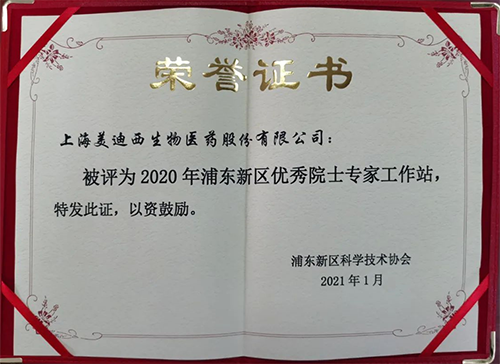 荣誉证书
上海美迪西生物医药股份有限公司：
被评为2020年浦东新区优秀院士专家工作站，
特发此证，以资鼓励。
浦东新区科学技术协会
2021年1月